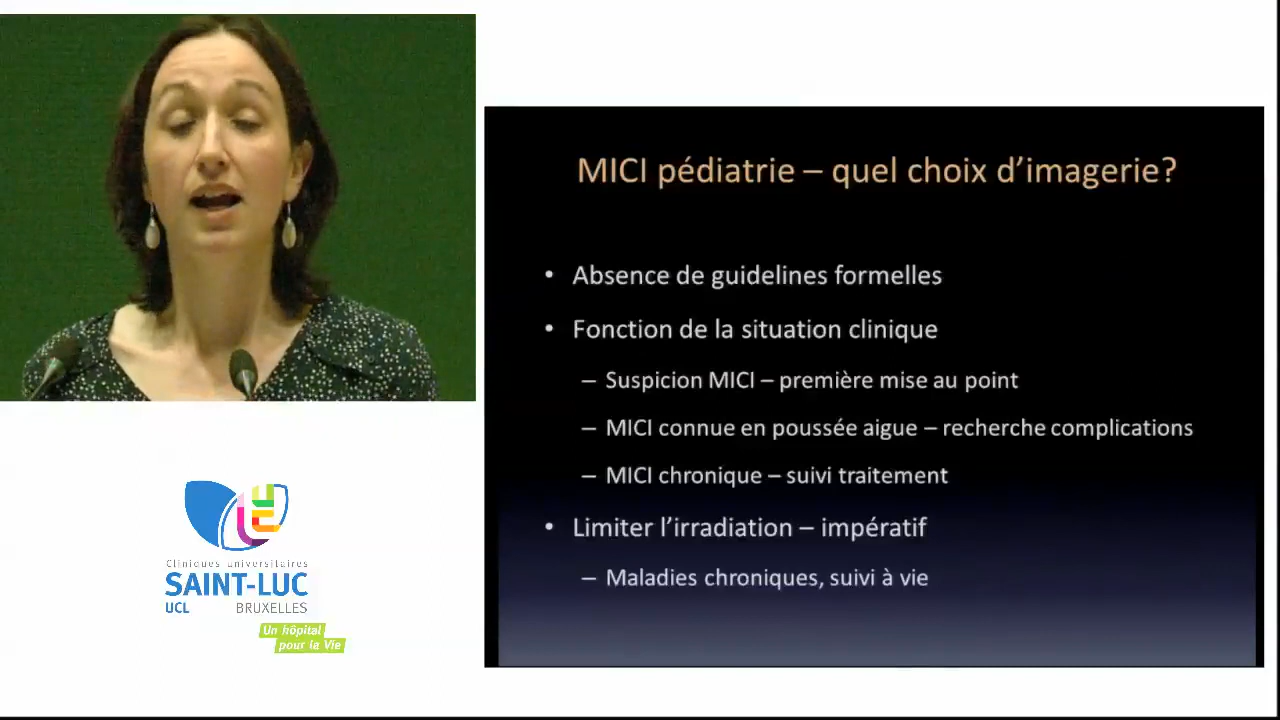 MICI pédiatrie – quel choix d'imagerie?
• Absence de guidelines formelles
• Fonction de la situation clinique
– Suspicion MICI – première mise au point
– MICI connue en poussée aigue – recherche complications
– MICI chronique – suivi traitement
• Limiter l'irradiation – impératif
– Maladies chroniques, suivi à vie
Cliniques universitaires
SAINT-LUC
UCL BRUXELLES
Un hôpital
pour la Vie